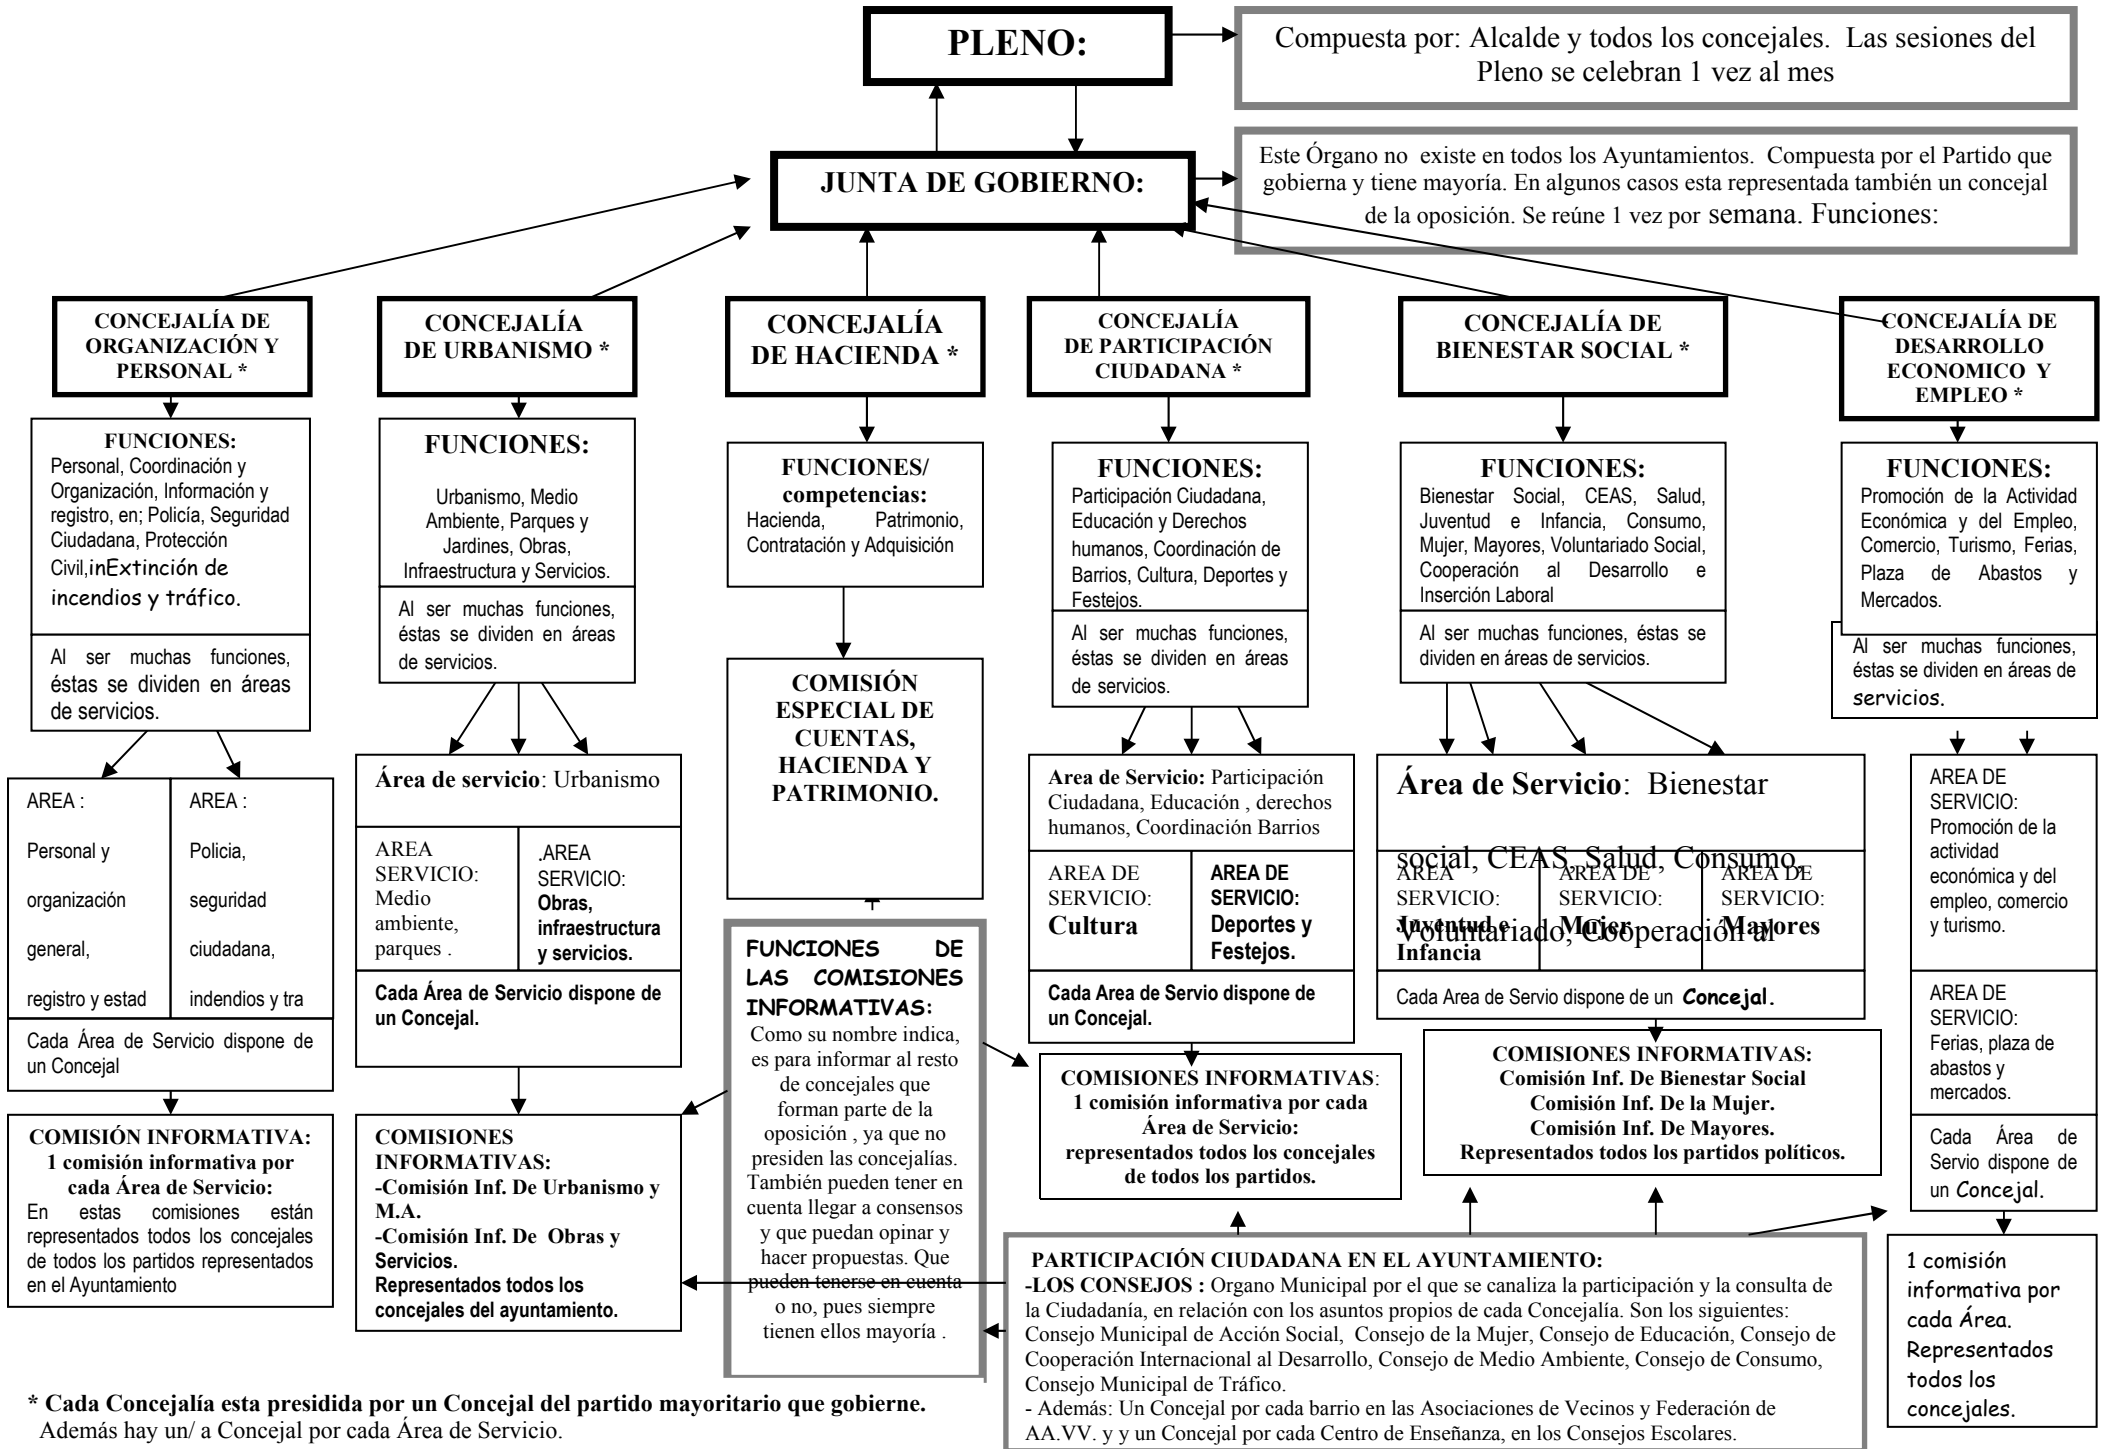 PLENO:
Compuesta por: Alcalde y todos los concejales. Las sesiones del
Pleno se celebran 1 vez al mes
JUNTA DE GOBIERNO:
Este Órgano no existe en todos los Ayuntamientos. Compuesta por el Partido que
gobierna y tiene mayoría. En algunos casos esta representada también un concejal
de la oposición. Se reúne 1 vez por semana. Funciones:
CONCEJALÍA DE
ORGANIZACIÓN Y
PERSONAL *
CONCEJALÍA
DE URBANISMO *
CONCEJALÍA
DE HACIENDA *
CONCEJALÍA
DE PARTICIPACIÓN
CIUDADANA *
CONCEJALÍA DE
BIENESTAR SOCIAL *
CONCEJALÍA DE
DESARROLLO
ECONOMICO Y
EMPLEO *
FUNCIONES:
Personal, Coordinación y
Organización, Información y
registro, en; Policía, Seguridad
Ciudadana, Protección
Civil,inExtinción de
incendios y tráfico.
Al ser muchas funciones,
éstas se dividen en áreas
de servicios.
FUNCIONES:
Urbanismo, Medio
Ambiente, Parques y
Jardines, Obras,
Infraestructura y Servicios.
Al ser muchas funciones,
éstas se dividen en áreas
de servicios.
FUNCIONES/
competencias:
Hacienda, Patrimonio,
Contratación y Adquisición
COMISIÓN
ESPECIAL DE
CUENTAS,
HACIENDA Y
PATRIMONIO.
FUNCIONES:
Participación Ciudadana,
Educación y Derechos
humanos, Coordinación de
Barrios, Cultura, Deportes y
Festejos.
Al ser muchas funciones,
éstas se dividen en áreas
de servicios.
FUNCIONES:
Bienestar Social, CEAS, Salud,
Juventud e Infancia, Consumo,
Mujer, Mayores, Voluntariado Social,
Cooperación al Desarrollo e
Inserción Laboral
Al ser muchas funciones, éstas se
dividen en áreas de servicios.
FUNCIONES:
Promoción de la Actividad
Económica y del Empleo,
Comercio, Turismo, Ferias,
Plaza de Abastos y
Mercados.
Al ser muchas funciones,
éstas se dividen en áreas de
servicios.
AREA :
Personal y
organización
general,
registro y estad
AREA :
Policia,
seguridad
ciudadana,
indendios y tra
Cada Área de Servicio dispone de
un Concejal
COMISIÓN INFORMATIVA:
1 comisión informativa por
cada Área de Servicio:
En estas comisiones están
representados todos los concejales
de todos los partidos representados
en el Ayuntamiento
Área de servicio: Urbanismo
AREA
SERVICIO:
Medio
ambiente,
parques .
.AREA
SERVICIO:
Obras,
infraestructura
y servicios.
Cada Área de Servicio dispone de
un Concejal.
COMISIONES
INFORMATIVAS:
-Comisión Inf. De Urbanismo y
M.A.
-Comisión Inf. De Obras y
Servicios.
Representados todos los
concejales del ayuntamiento.
FUNCIONES DE
LAS COMISIONES
INFORMATIVAS:
Como su nombre indica,
es para informar al resto
de concejales que
forman parte de la
oposición , ya que no
presiden las concejalías.
También pueden tener en
cuenta llegar a consensos
y que puedan opinar y
hacer propuestas. Que
pueden tenerse en cuenta
o no, pues siempre
tienen ellos mayoría .
Area de Servicio: Participación
Ciudadana, Educación , derechos
humanos, Coordinación Barrios
AREA DE
SERVICIO:
Cultura
AREA DE
SERVICIO:
Deportes y
Festejos.
Cada Area de Servio dispone de
un Concejal.
COMISIONES INFORMATIVAS:
1 comisión informativa por cada
Área de Servicio:
representados todos los concejales
de todos los partidos.
Área de Servicio: Bienestar
social, CEAS, Salud, Consumo,
Voluntariado, Cooperación al
AREA
SERVICIO:
Juventud e
Infancia
AREA DE
SERVICIO:
Mujer
AREA DE
SERVICIO:
Mayores
Cada Area de Servio dispone de un Concejal.
COMISIONES INFORMATIVAS:
Comisión Inf. De Bienestar Social
Comisión Inf. De la Mujer.
Comisión Inf. De Mayores.
Representados todos los partidos políticos.
AREA DE
SERVICIO:
Promoción de la
actividad
económica y del
empleo, comercio
y turismo.
AREA DE
SERVICIO:
Ferias, plaza de
abastos y
mercados.
Cada Área de
Servio dispone de
un Concejal.
1 comisión
informativa por
cada Área.
Representados
todos los
concejales.
PARTICIPACIÓN CIUDADANA EN EL AYUNTAMIENTO:
-LOS CONSEJOS : Organo Municipal por el que se canaliza la participación y la consulta de
la Ciudadanía, en relación con los asuntos propios de cada Concejalía. Son los siguientes:
Consejo Municipal de Acción Social, Consejo de la Mujer, Consejo de Educación, Consejo de
Cooperación Internacional al Desarrollo, Consejo de Medio Ambiente, Consejo de Consumo,
Consejo Municipal de Tráfico.
- Además: Un Concejal por cada barrio en las Asociaciones de Vecinos y Federación de
AA.VV. y y un Concejal por cada Centro de Enseñanza, en los Consejos Escolares.
* Cada Concejalía esta presidida por un Concejal del partido mayoritario que gobierne.
Además hay un/ a Concejal por cada Área de Servicio.